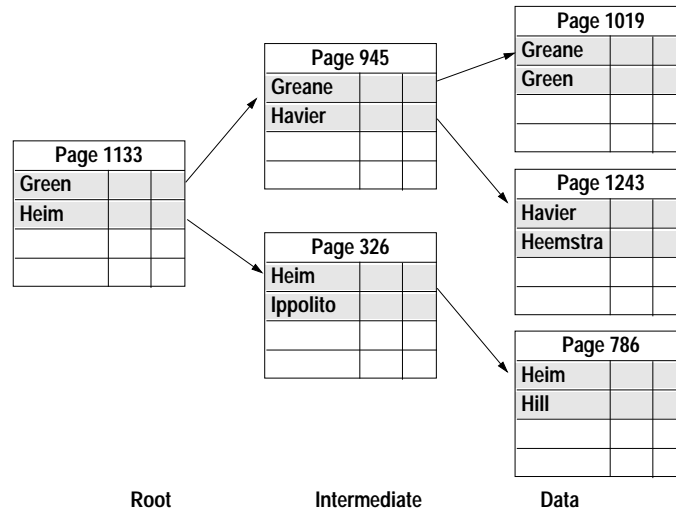 Page 1133
Green
Heim
Page 945
Greane
Havier
Page 326
Heim
Ippolito
Page 1019
Greane
Green
Page 1243
Havier
Heemstra
Page 786
Heim
Hill
Root Intermediate Data